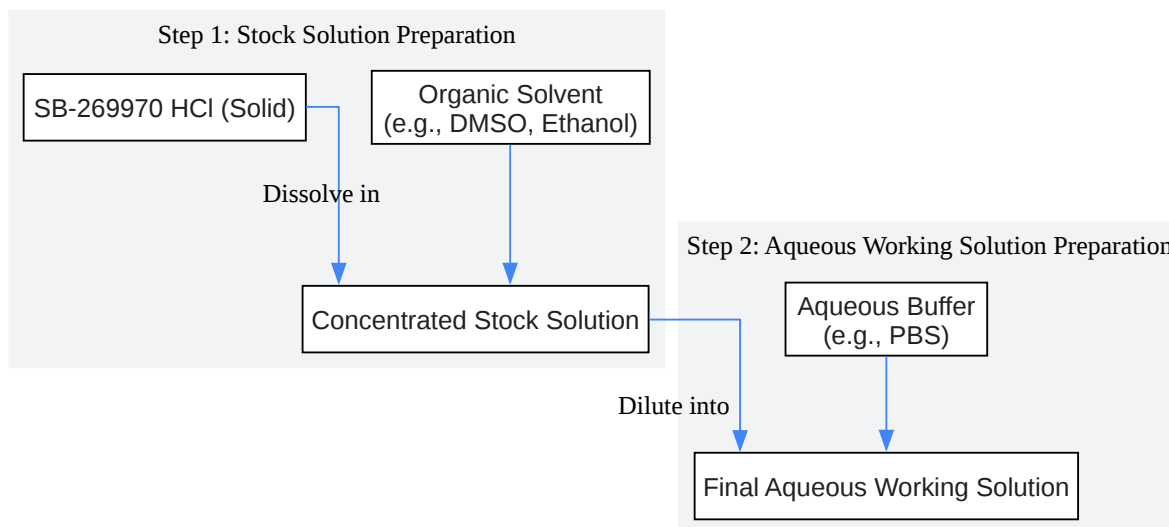 Step 1: Stock Solution Preparation
SB-269970 HCl (Solid)
Organic Solvent
(e.g., DMSO, Ethanol)
Dissolve in
Concentrated Stock Solution
Step 2: Aqueous Working Solution Preparation
Aqueous Buffer
(e.g., PBS)
Dilute into
Final Aqueous Working Solution